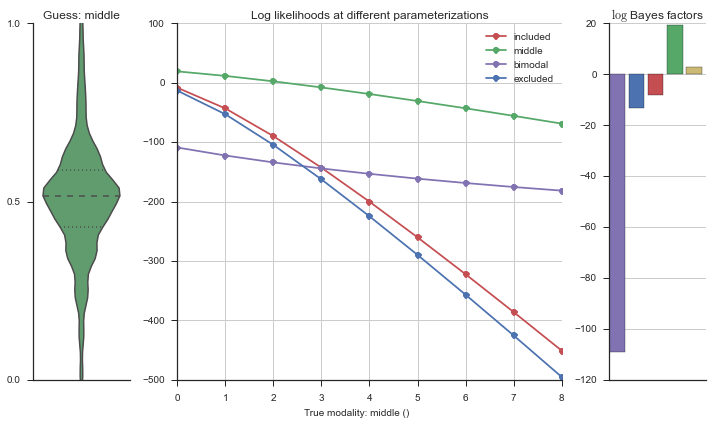 Guess: middle
1.0
0.5
0.0
Log likelihoods at different parameterizations
100
0
−100
−200
−300
−400
−500
included
middle
bimodal
excluded
0 1 2 3 4 5 6 7 8
True modality: middle ()
log Bayes factors
20
0
−20
−40
−60
−80
−100
−120